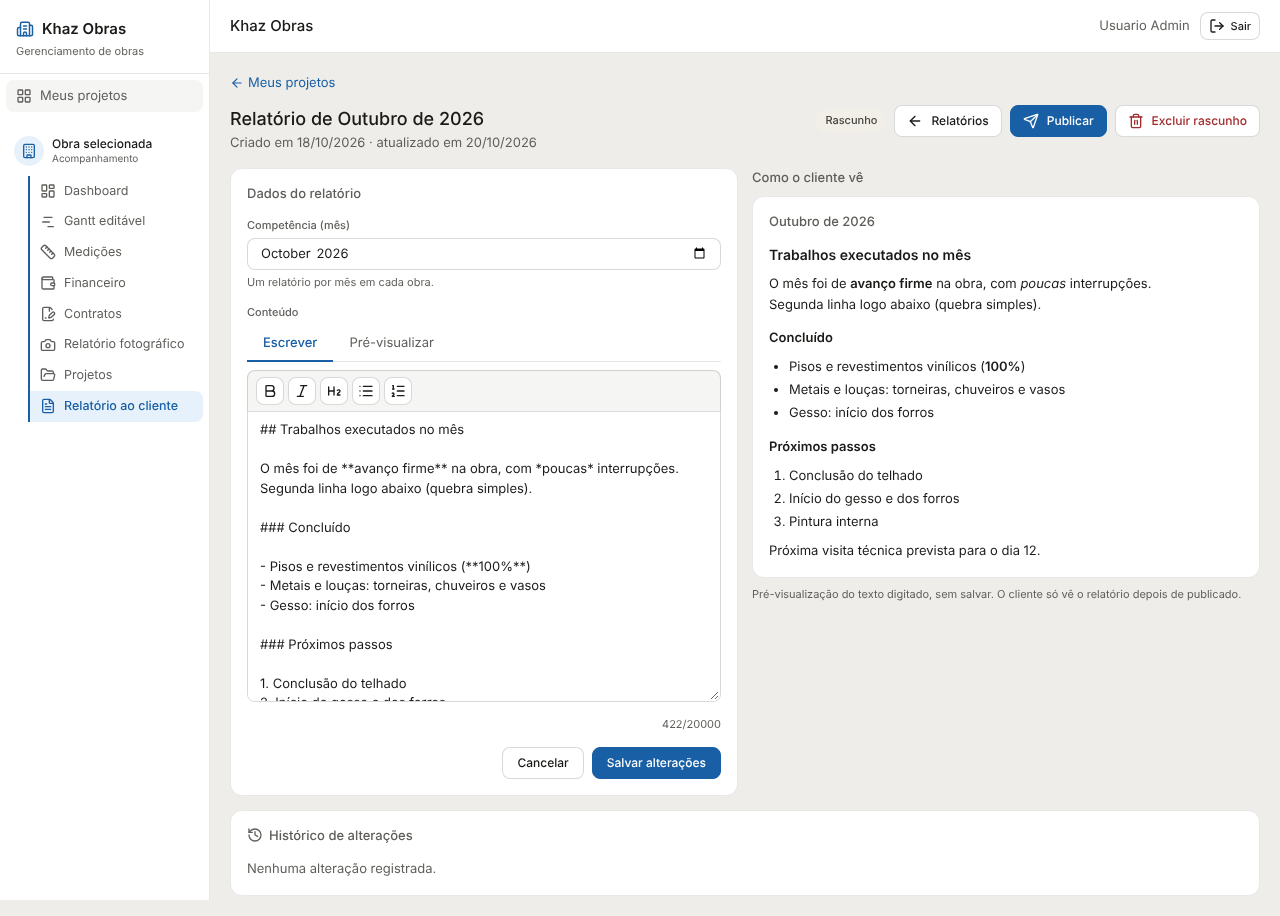 Khaz Obras
Gerenciamento de obras
Meus projetos
Obra selecionada
Acompanhamento
Dashboard
Gantt editável
Medições
Financeiro
Contratos
Relatório fotográfico
Projetos
Relatório ao cliente
Khaz Obras
Usuario Admin
Sair
Meus projetos
Relatório de Outubro de 2026
Criado em 18/10/2026 · atualizado em 20/10/2026
Rascunho
Relatórios
Publicar
Excluir rascunho
Dados do relatório
Competência (mês)
October 2026
Um relatório por mês em cada obra.
Conteúdo
Escrever
Pré-visualizar
B
I
H2
## Trabalhos executados no mês
O mês foi de **avanço firme** na obra, com *poucas* interrupções.
Segunda linha logo abaixo (quebra simples).
### Concluído
- Pisos e revestimentos vinílicos (**100%**)
- Metais e louças: torneiras, chuveiros e vasos
- Gesso: início dos forros
### Próximos passos
1. Conclusão do telhado
2. Início do gesso e dos forros
422/20000
Cancelar
Salvar alterações
Como o cliente vê
Outubro de 2026
Trabalhos executados no mês
O mês foi de avanço firme na obra, com poucas interrupções.
Segunda linha logo abaixo (quebra simples).
Concluído
• Pisos e revestimentos vinílicos (100%)
• Metais e louças: torneiras, chuveiros e vasos
• Gesso: início dos forros
Próximos passos
1. Conclusão do telhado
2. Início do gesso e dos forros
3. Pintura interna
Próxima visita técnica prevista para o dia 12.
Pré-visualização do texto digitado, sem salvar. O cliente só vê o relatório depois de publicado.
Histórico de alterações
Nenhuma alteração registrada.